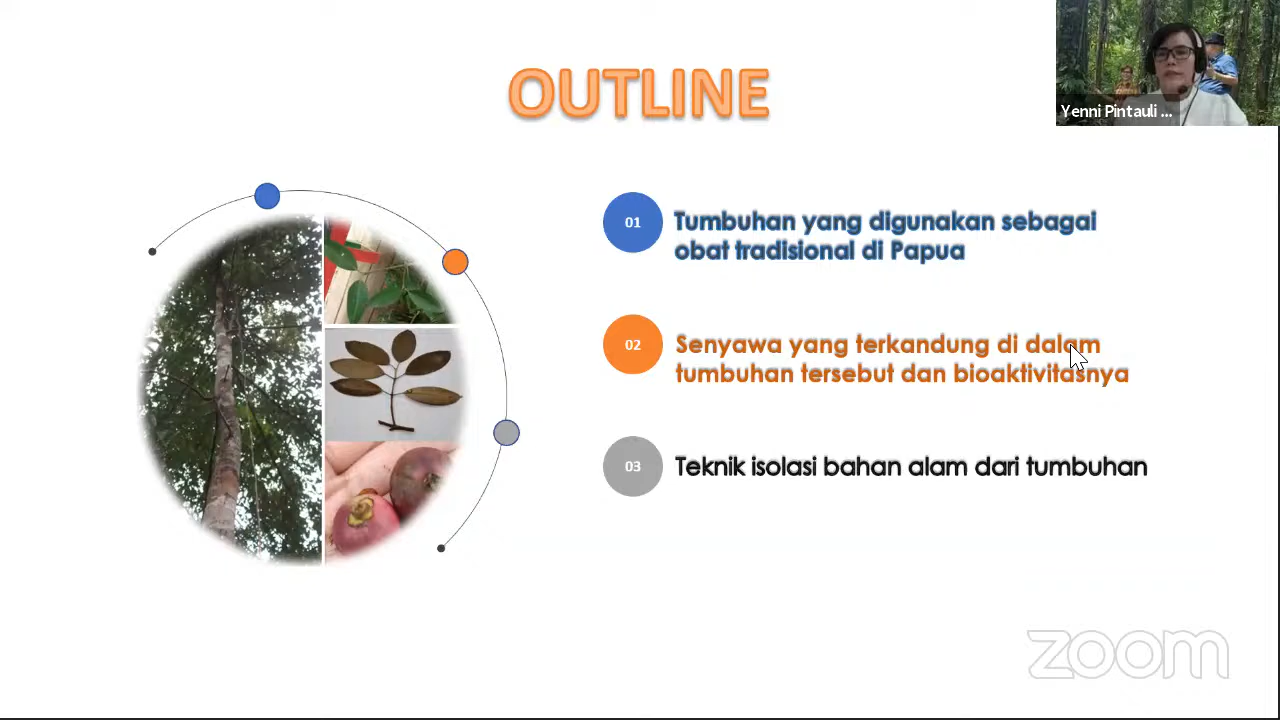 OUTLINE
Yenni Pintauli ...
01
Tumbuhan yang digunakan sebagai
obat tradisional di Papua
02
Senyawa yang terkandung di dalam
tumbuhan tersebut dan bioaktivitasnya
03
Teknik isolasi bahan alam dari tumbuhan
zoom